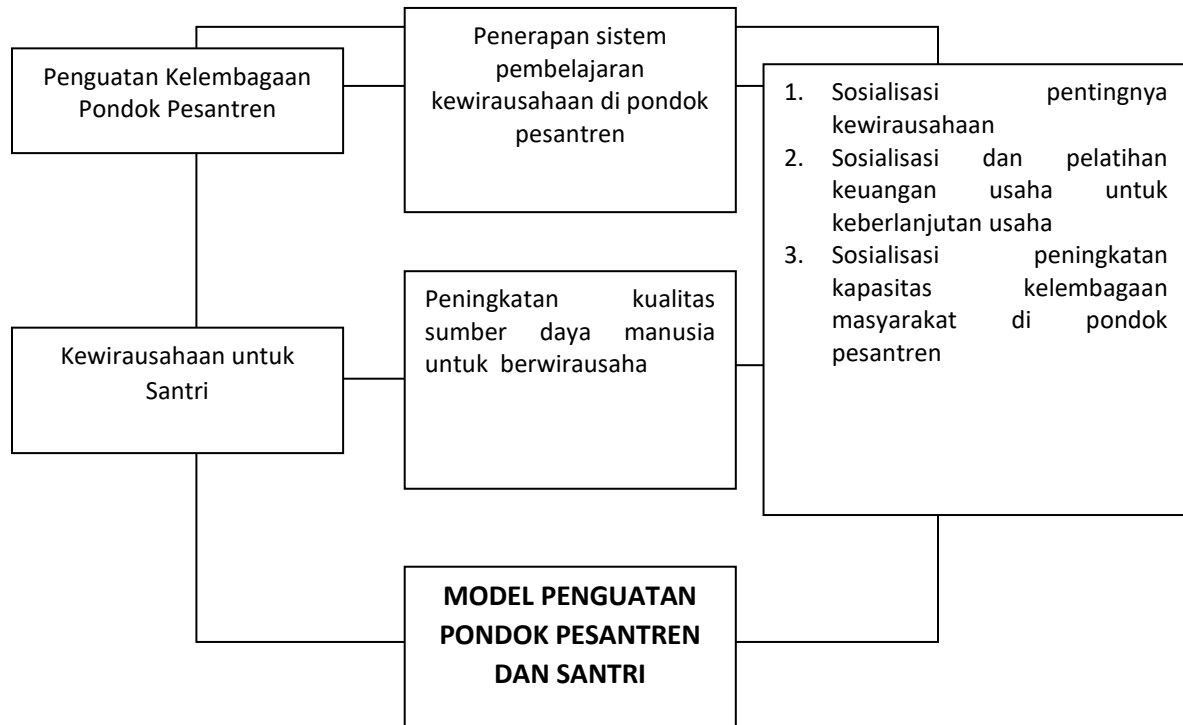 Penguatan Kelembagaan
Pondok Pesantren
Penerapan sistem
pembelajaran
kewirausahaan di pondok
pesantren
1. Sosialisasi pentingnya
kewirausahaan
2. Sosialisasi dan pelatihan
keuangan usaha untuk
keberlanjutan usaha
3. Sosialisasi peningkatan
kapasitas kelembagaan
masyarakat di pondok
pesantren
Kewirausahaan untuk
Santri
Peningkatan kualitas
sumber daya manusia
untuk berwirausaha
MODEL PENGUATAN
PONDOK PESANTREN
DAN SANTRI